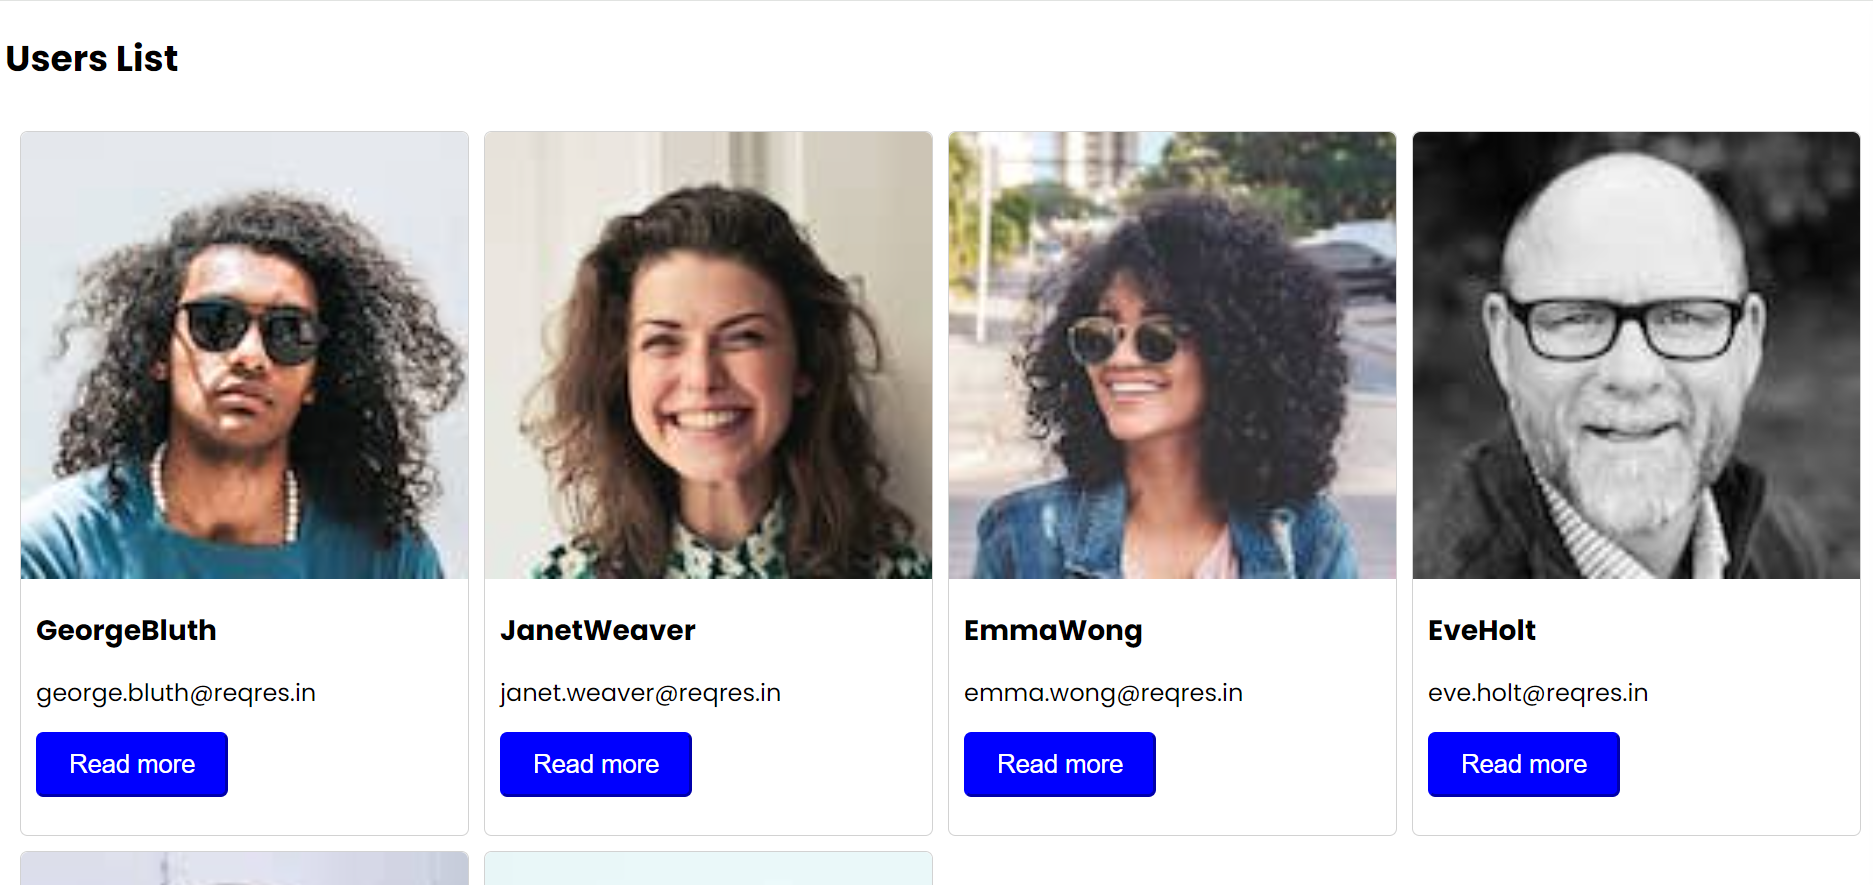 Users List
GeorgeBluth
george.bluth@reqres.in
Read more
JanetWeaver
janet.weaver@reqres.in
Read more
EmmaWong
emma.wong@reqres.in
Read more
EveHolt
eve.holt@reqres.in
Read more